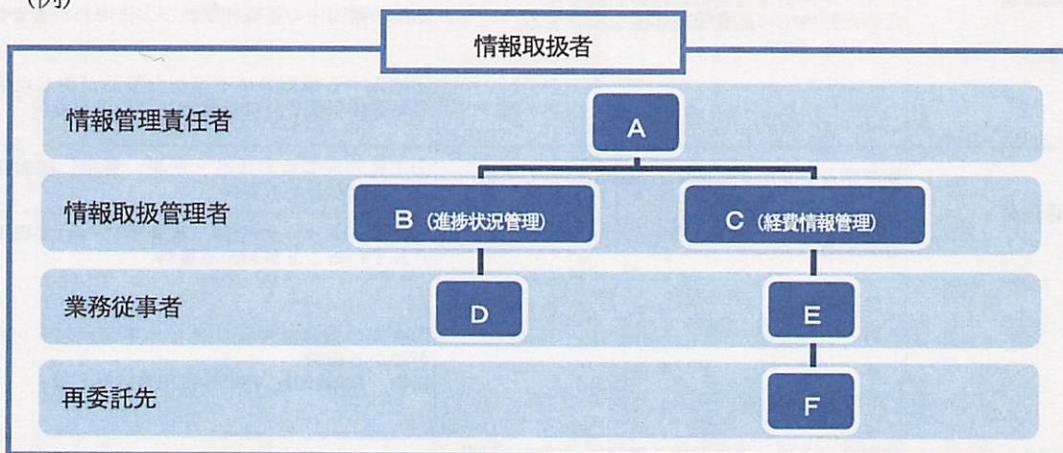 （例）
情報取扱者
情報管理責任者
A
情報取扱管理者
B（進捗状況管理）
C（経費情報管理）
業務従事者
D
E
再委託先
F